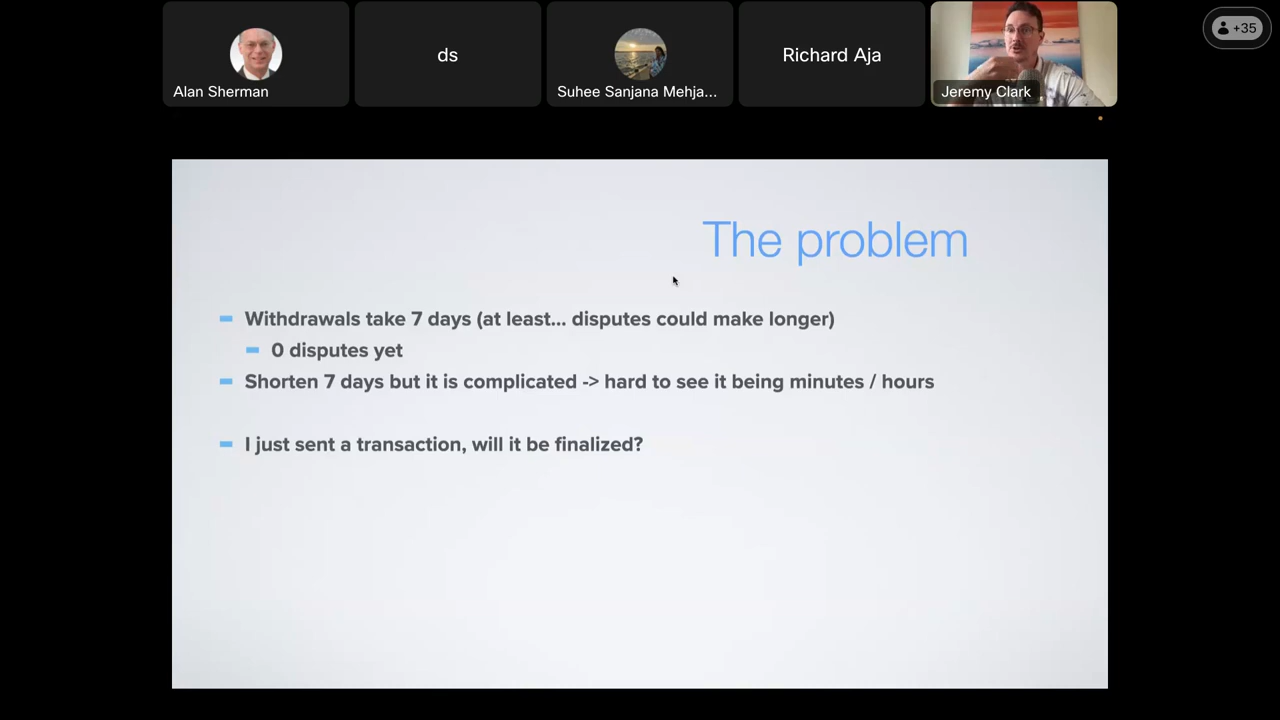 Alan Sherman
ds
Suhee Sanjana Mehja...
Richard Aja
Jeremy Clark
+35
The problem
Withdrawals take 7 days (at least... disputes could make longer)
0 disputes yet
Shorten 7 days but it is complicated -> hard to see it being minutes / hours
I just sent a transaction, will it be finalized?